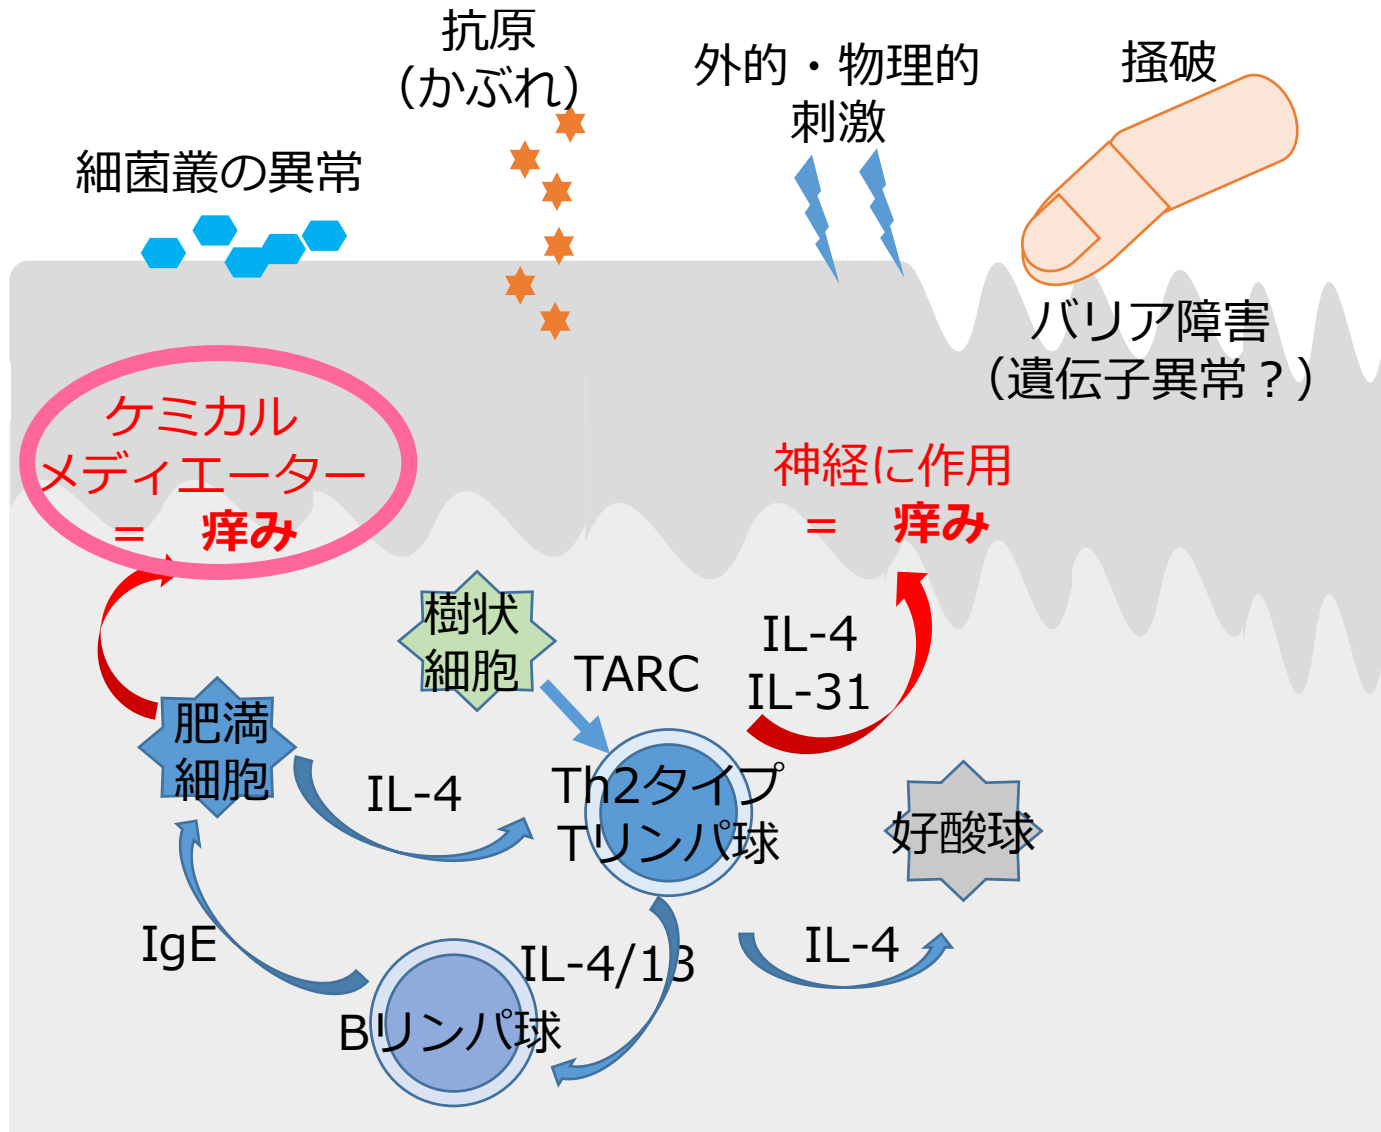 抗原
（かぶれ）
外的・物理的
刺激
掻破
細菌叢の異常
バリア障害
（遺伝子異常？）
ケミカル
メディエーター
=　痒み
神経に作用
=　痒み
樹状
細胞
TARC
IL-4
IL-31
肥満
細胞
IL-4
Th2タイプ
Tリンパ球
好酸球
IgE
IL-4/13
IL-4
Bリンパ球